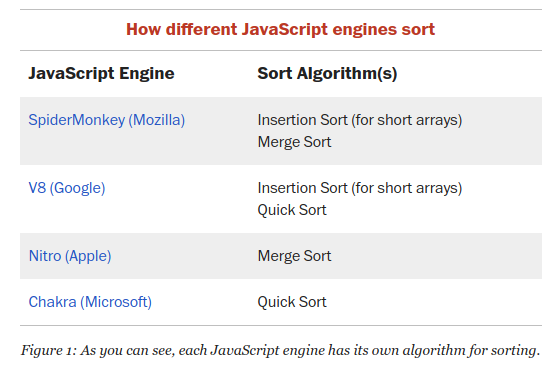 How different JavaScript engines sort
JavaScript Engine Sort Algorithm(s)
SpiderMonkey (Mozilla) Insertion Sort (for short arrays)
Merge Sort
V8 (Google) Insertion Sort (for short arrays)
Quick Sort
Nitro (Apple) Merge Sort
Chakra (Microsoft) Quick Sort
Figure 1: As you can see, each JavaScript engine has its own algorithm for sorting.